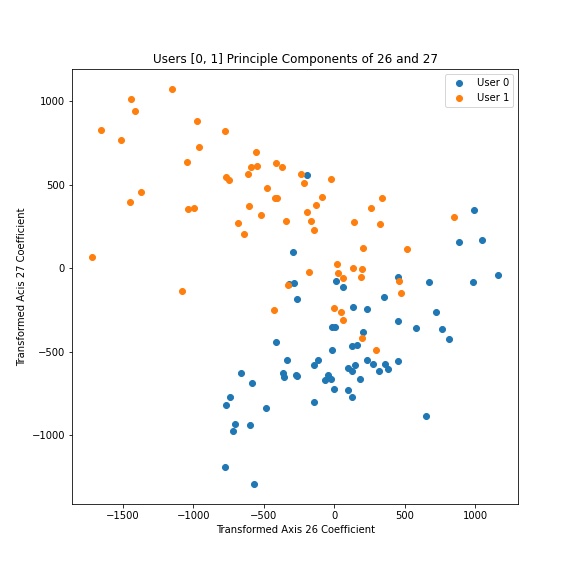 Users [0, 1] Principle Components of 26 and 27
User 0
User 1
1000
500
0
−500
−1000
Transformed Acis 27 Coefficient
−1500
−1000
−500
0
500
1000
Transformed Axis 26 Coefficient